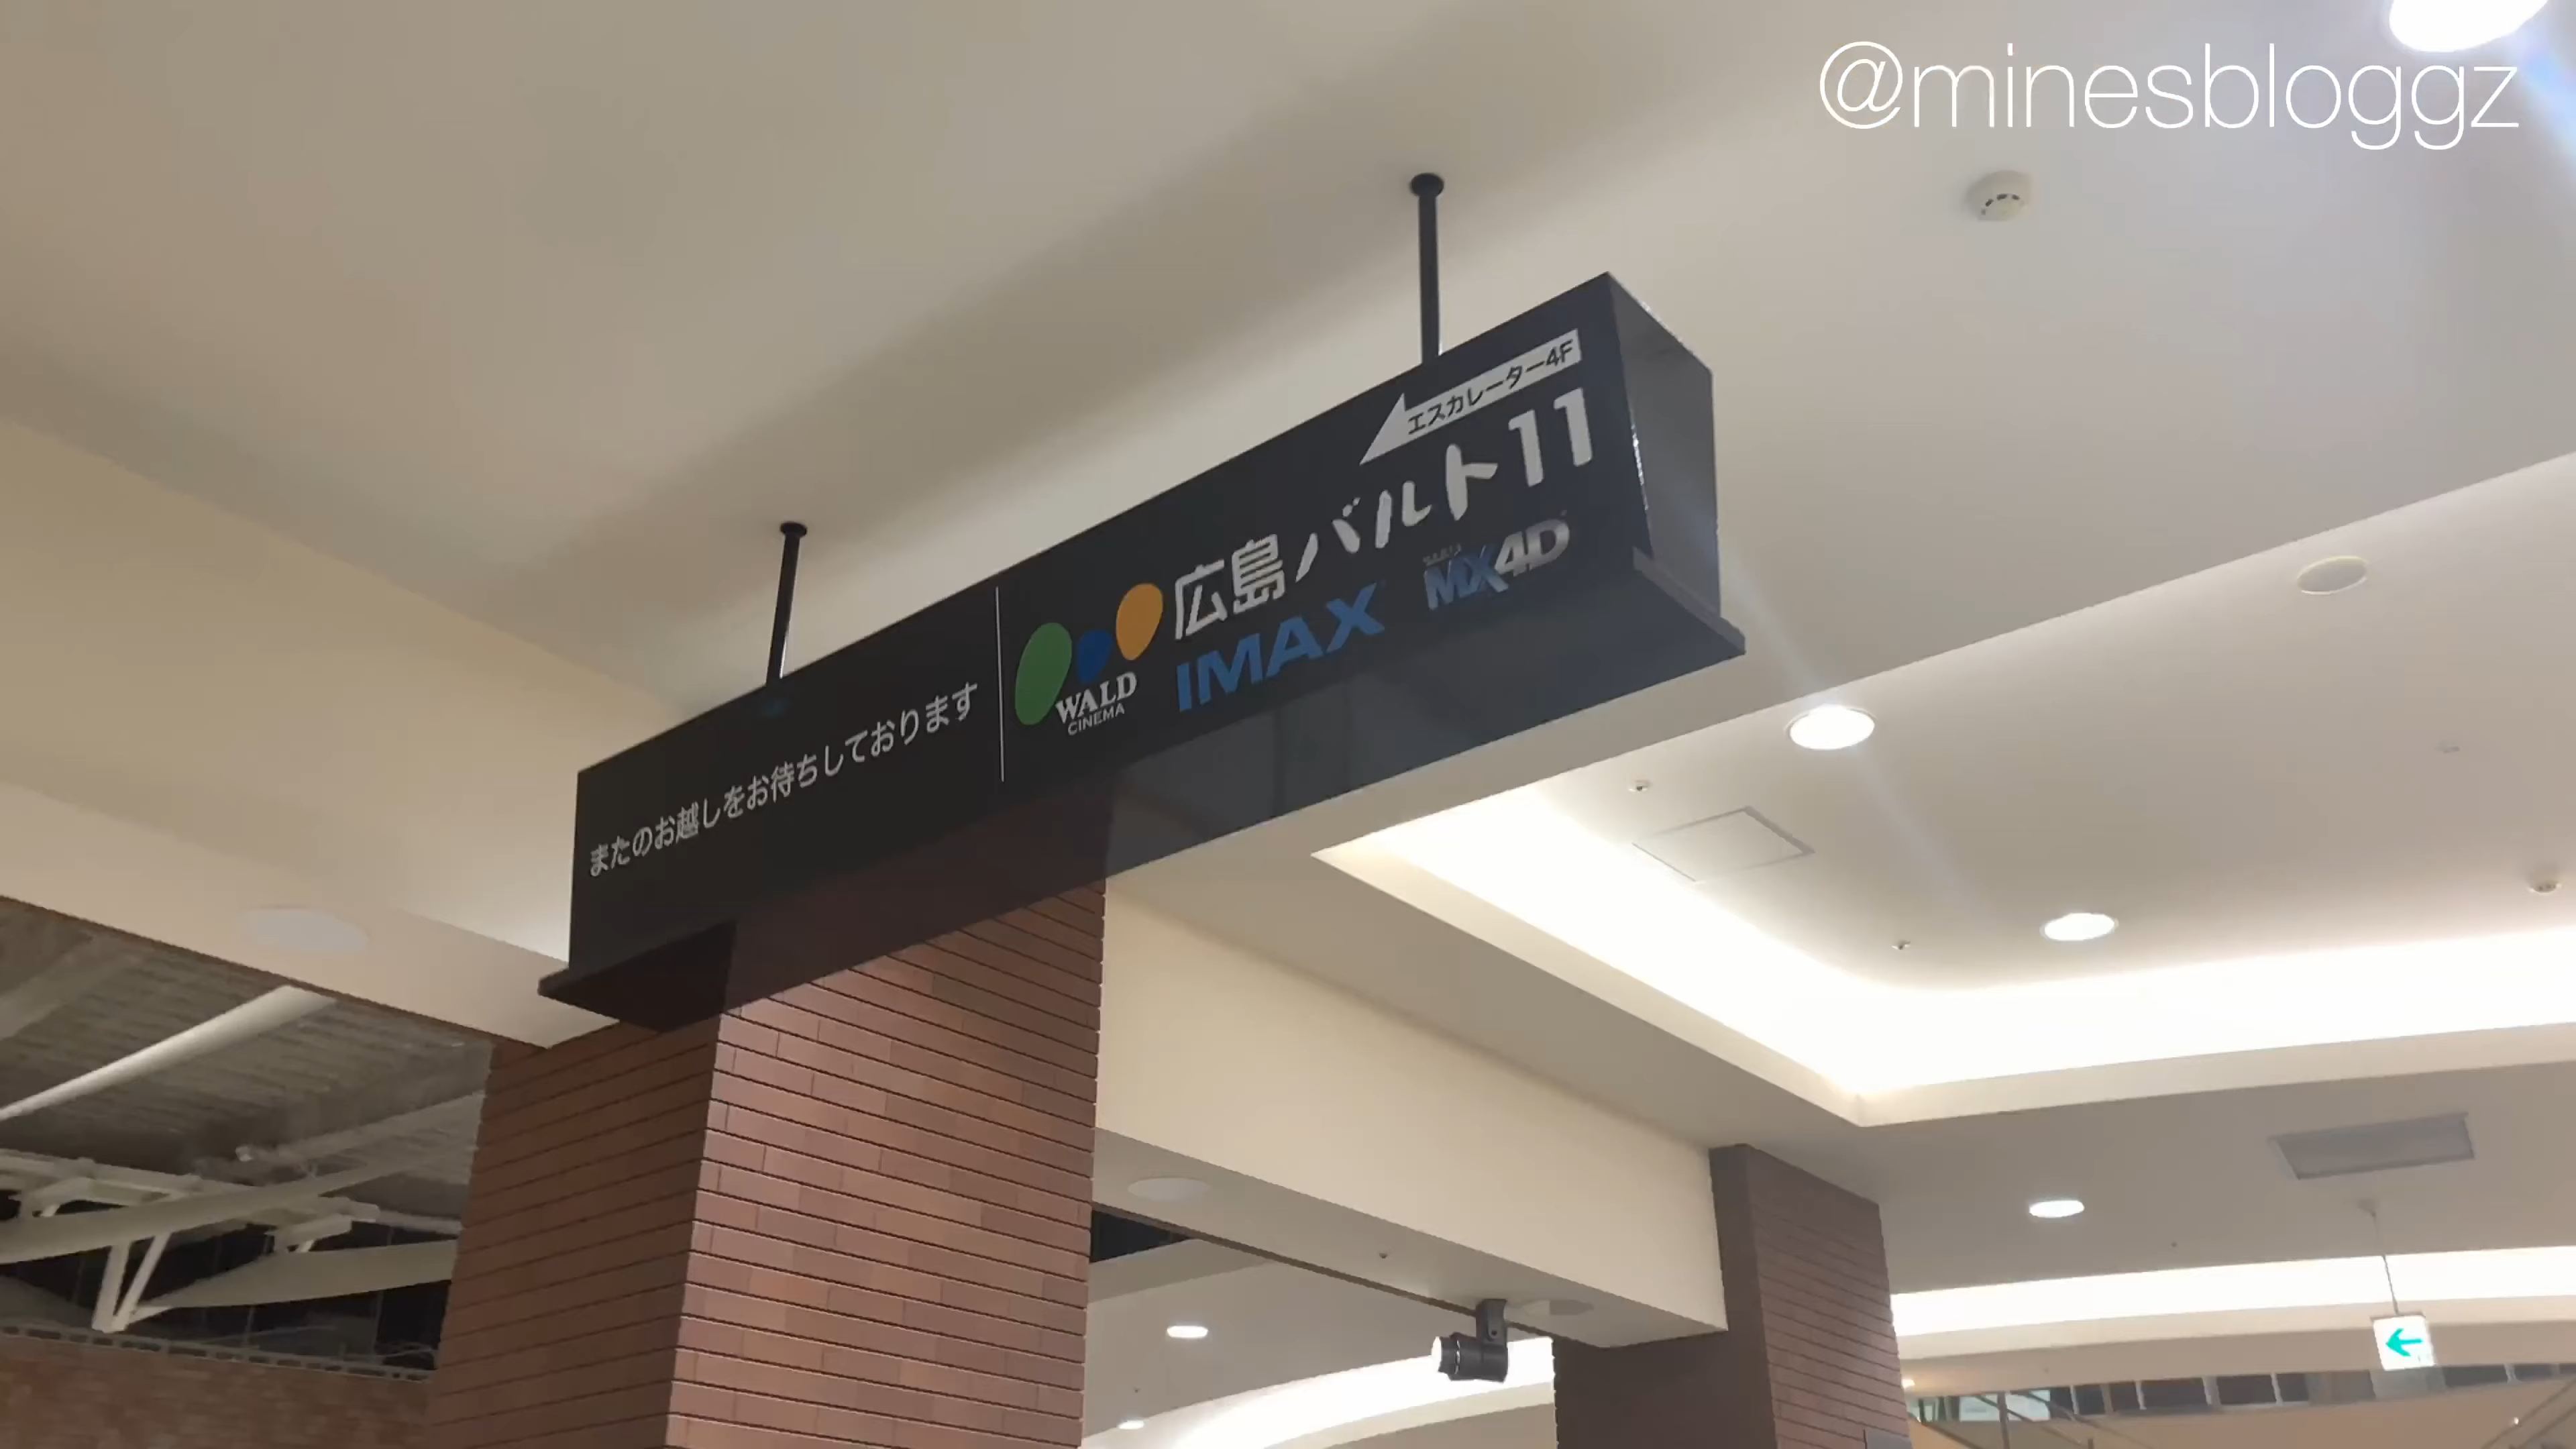 @minesbloggz
エスカレーター4F
広島バルト11
WALD
CINEMA
IMAX
MX4D
またのお越しをお待ちしております